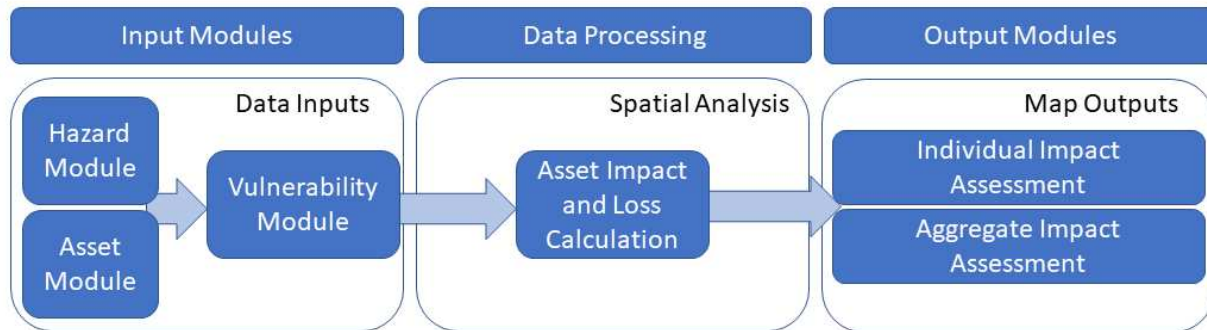 Input Modules
Data Processing
Output Modules
Data Inputs
Hazard
Module
Asset
Module
Vulnerability
Module
Spatial Analysis
Asset Impact
and Loss
Calculation
Map Outputs
Individual Impact
Assessment
Aggregate Impact
Assessment